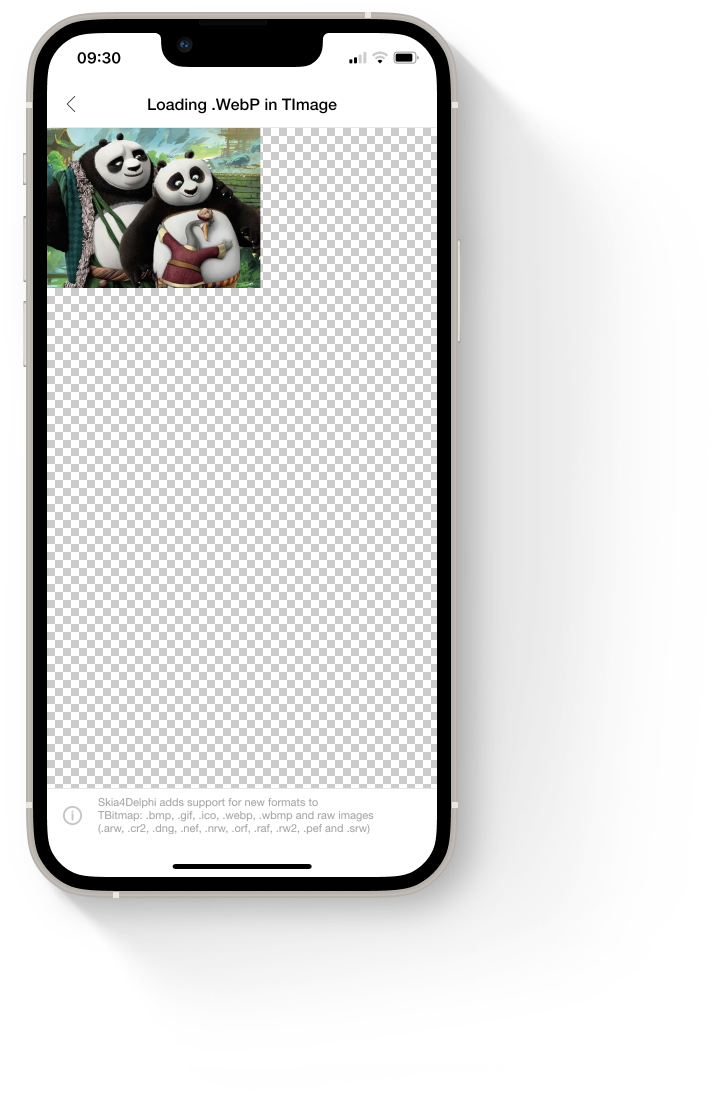 09:30
Loading .WebP in TImage
Skia4Delphi adds support for new formats to
TBitmap: .bmp, .gif, .ico, .webp, .wbmp and raw images
(.arw, .cr2, .dng, .nef, .nrw, .orf, .raf, .rw2, .pef and .srw)